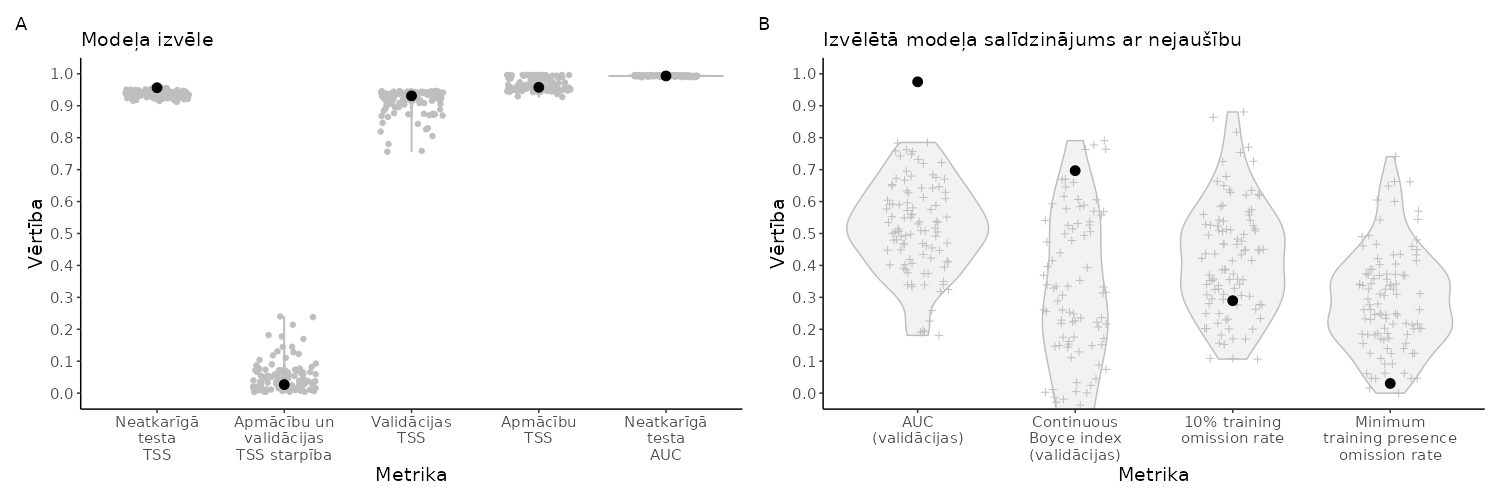 A
Modeļa izvēle
Vērtība
1.0
0.9
0.8
0.7
0.6
0.5
0.4
0.3
0.2
0.1
0.0
Neatkarīgā
testa
TSS
Apmācību un
validācijas
TSS starpība
Validācijas
TSS
Apmācību
TSS
Neatkarīgā
testa
AUC
Metrika
B
Izvēlētā modeļa salīdzinājums ar nejaušību
Vērtība
1.0
0.9
0.8
0.7
0.6
0.5
0.4
0.3
0.2
0.1
0.0
AUC
(validācijas)
Continuous
Boyce index
(validācijas)
10% training
omission rate
Minimum
training presence
omission rate
Metrika